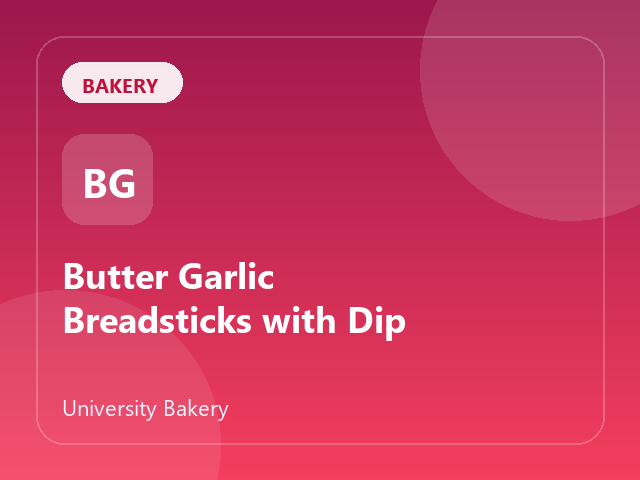 BAKERY
BG
Butter Garlic
Breadsticks with Dip
University Bakery